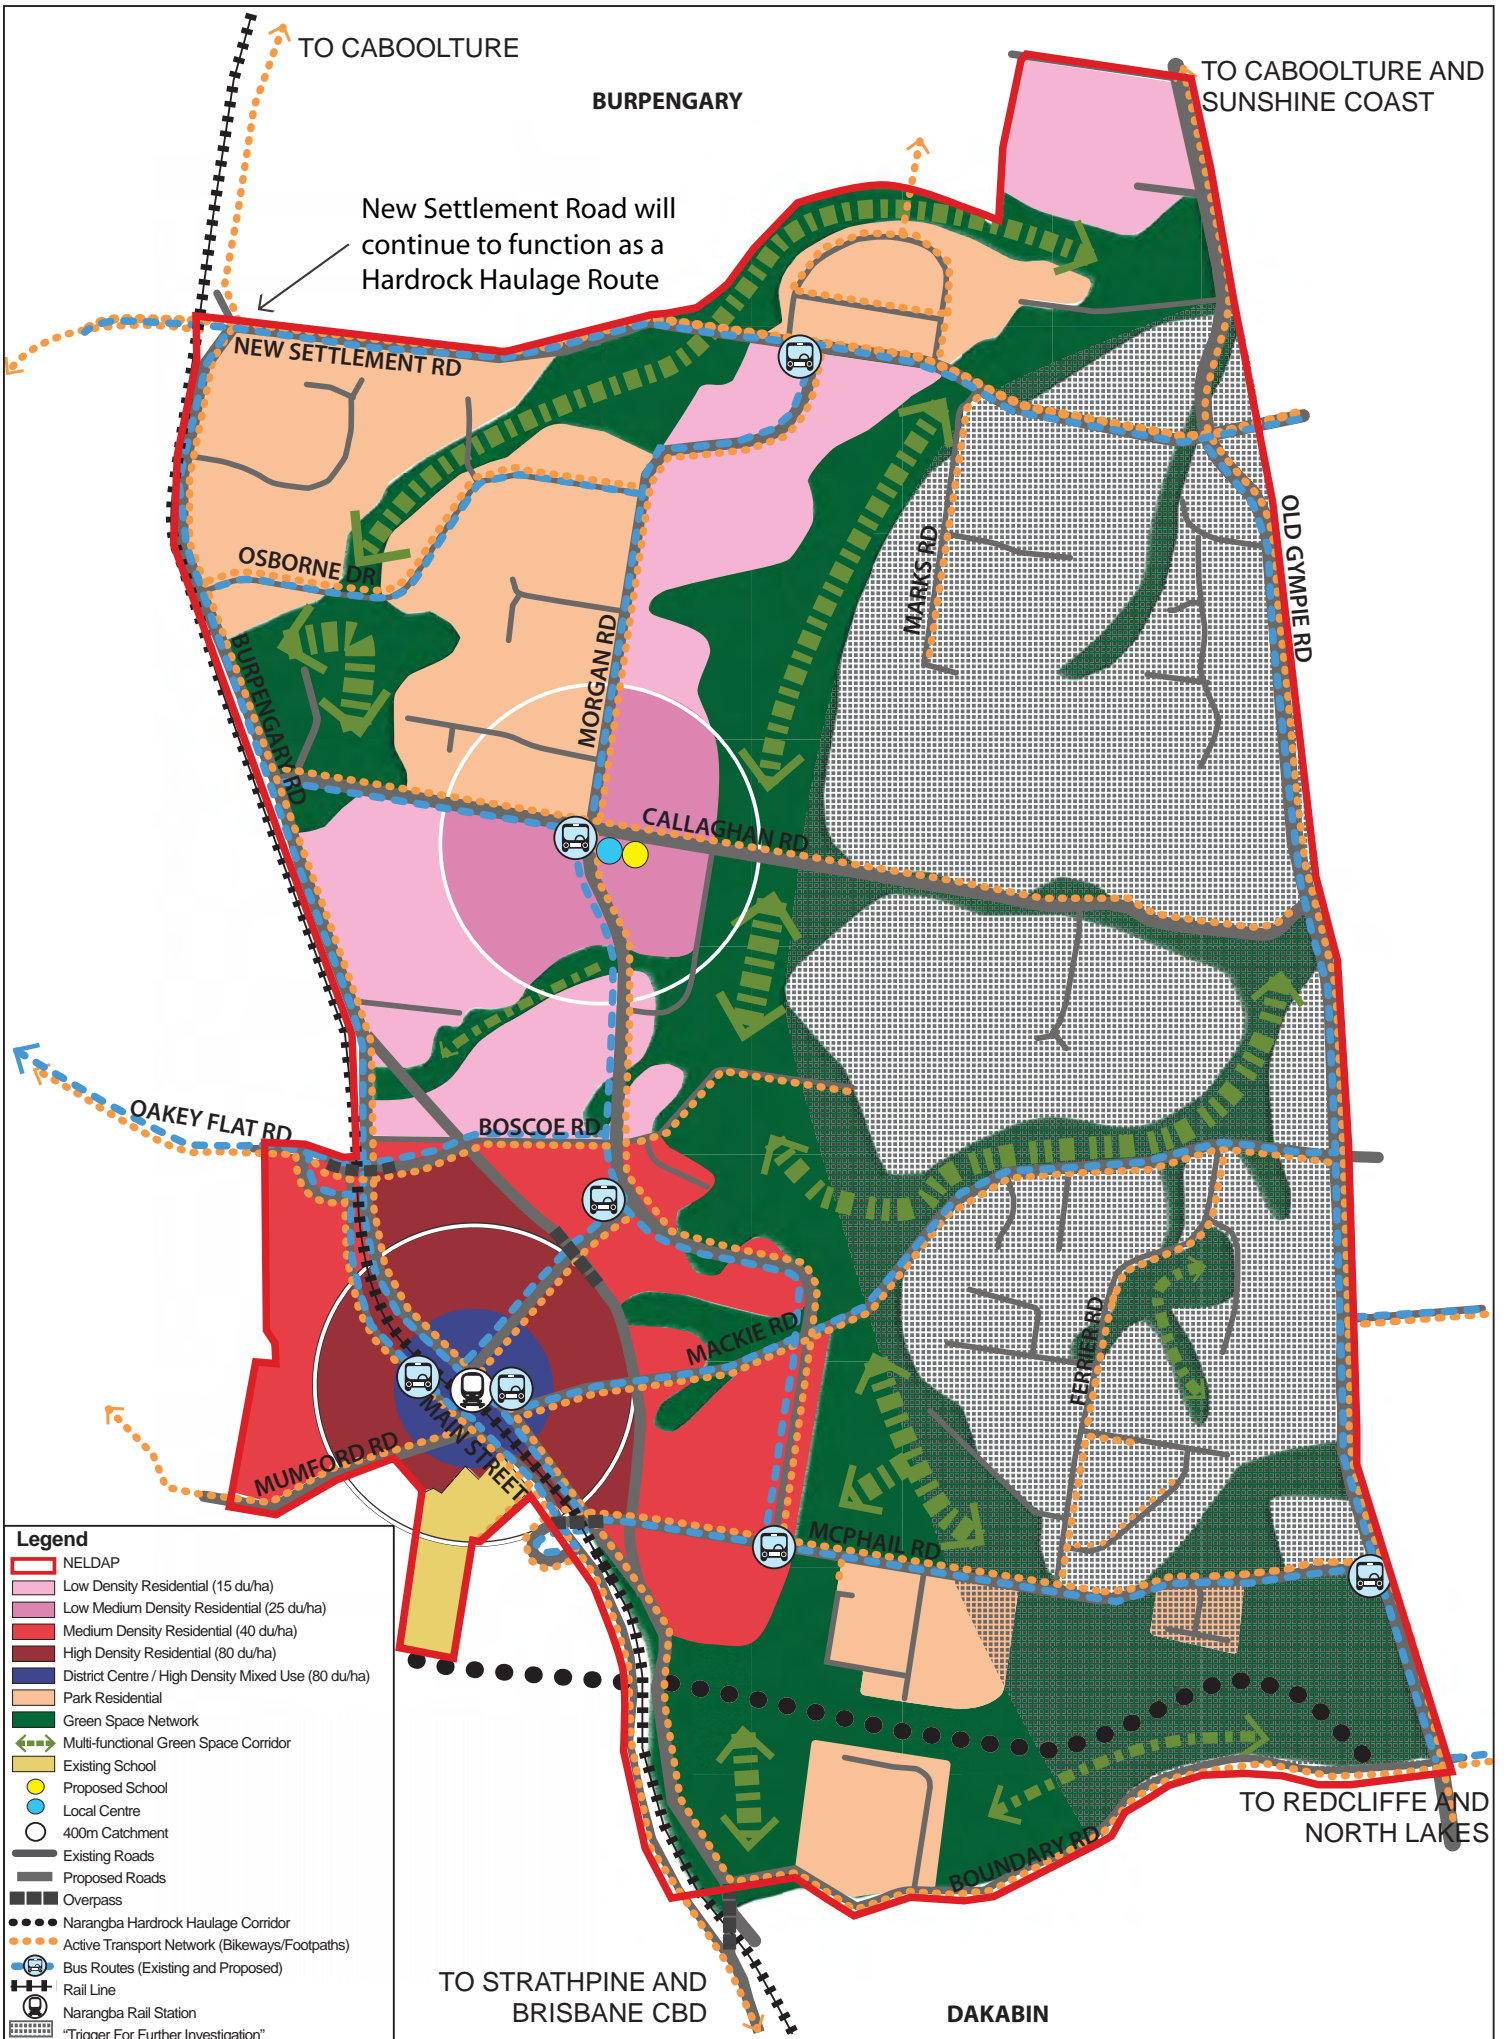 TO CABOOLTURE
BURPENGARY
TO CABOOLTURE AND
SUNSHINE COAST
New Settlement Road will
continue to function as a
Hardrock Haulage Route
NEW SETTLEMENT RD
OSBORNE DR
MARKS RD
OLD GYMPIE RD
BURPENGARY RD
MORGAN RD
CALLAGHAN RD
OAKEY FLAT RD
BOSCOE RD
MACKIE RD
FERRIER RD
MAIN STREET
MUMFORD RD
MCPHAIL RD
BOUNDARY RD
TO REDCLIFFE AND
NORTH LAKES
TO STRATHPINE AND
BRISBANE CBD
DAKABIN
Legend
NELDAP
Low Density Residential (15 du/ha)
Low Medium Density Residential (25 du/ha)
Medium Density Residential (40 du/ha)
High Density Residential (80 du/ha)
District Centre / High Density Mixed Use (80 du/ha)
Park Residential
Green Space Network
Multi-functional Green Space Corridor
Existing School
Proposed School
Local Centre
400m Catchment
Existing Roads
Proposed Roads
Overpass
Narangba Hardrock Haulage Corridor
Active Transport Network (Bikeways/Footpaths)
Bus Routes (Existing and Proposed)
Rail Line
Narangba Rail Station
"Trigger For Further Investigation"